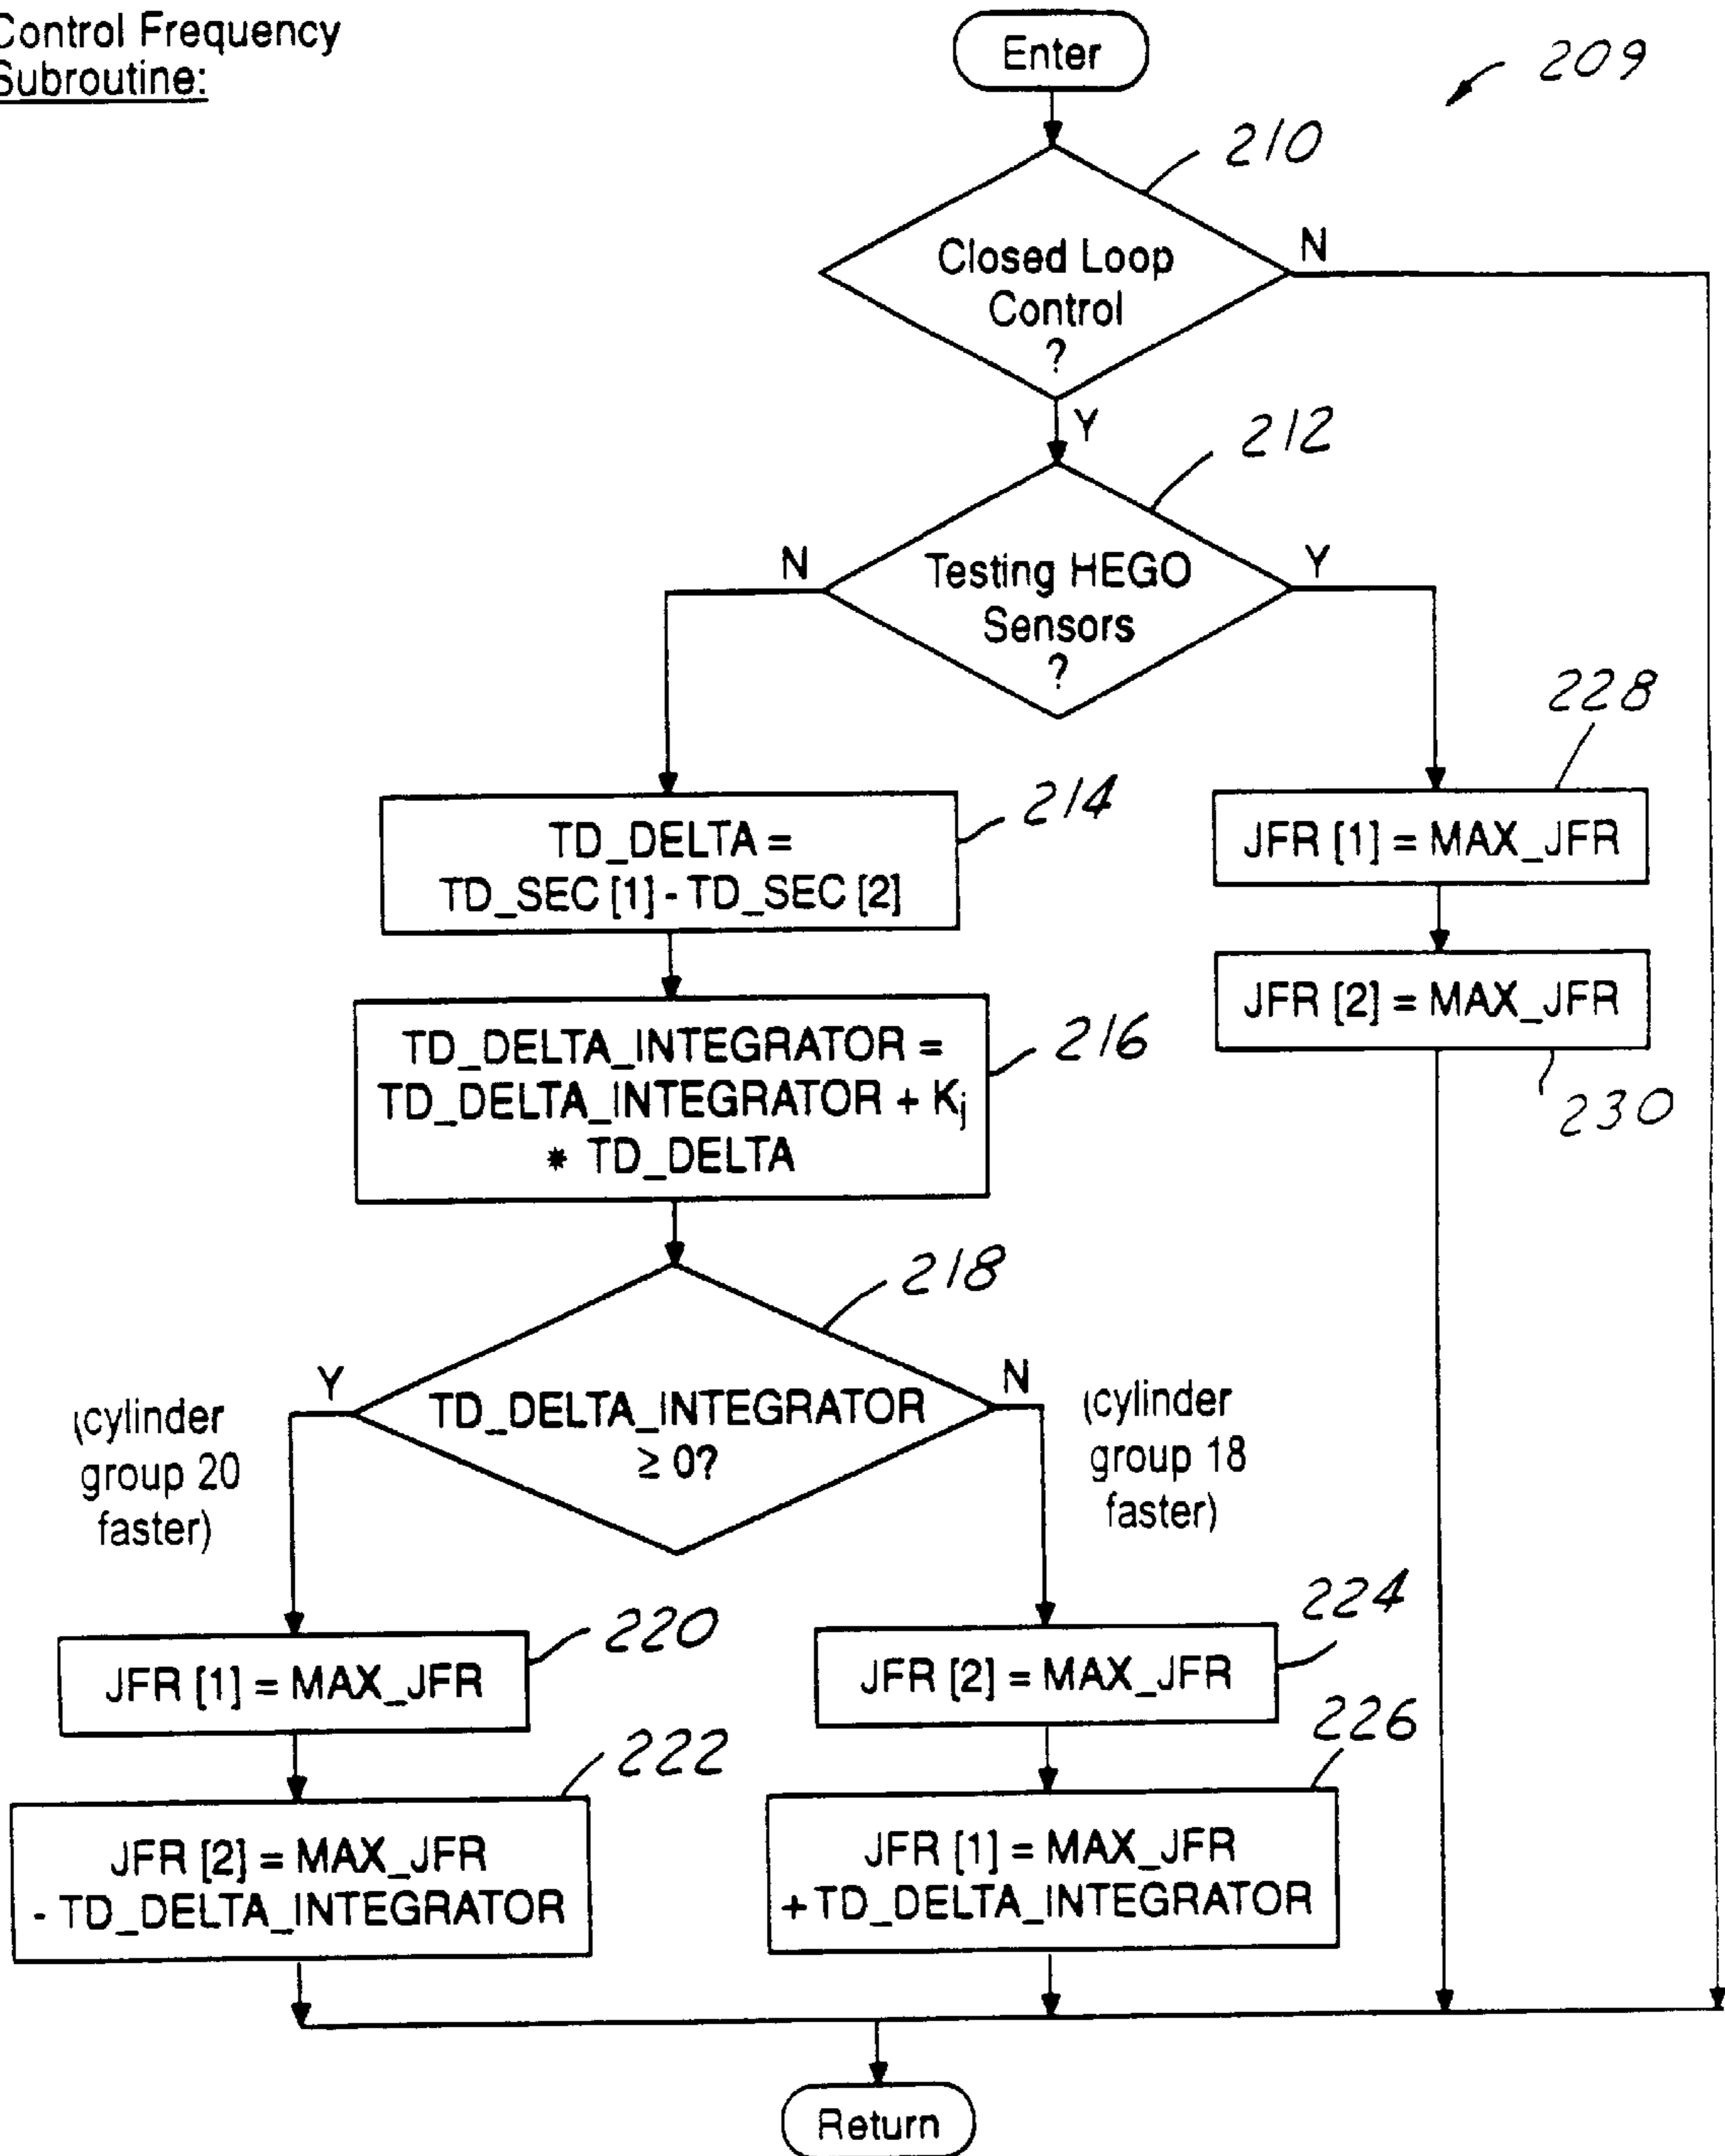 Control Frequency
Subroutine:
Enter
209
210
Closed Loop
Control
?
N
Y
212
Testing HEGO
Sensors
?
N
Y
228
214
TD_DELTA =
TD_SEC [1] - TD_SEC [2]
JFR [1] = MAX_JFR
JFR [2] = MAX_JFR
230
216
TD_DELTA_INTEGRATOR =
TD_DELTA_INTEGRATOR + Kj
* TD_DELTA
218
TD_DELTA_INTEGRATOR
≥ 0?
Y
N
(cylinder
group 20
faster)
(cylinder
group 18
faster)
220
JFR [1] = MAX_JFR
224
JFR [2] = MAX_JFR
222
JFR [2] = MAX_JFR
- TD_DELTA_INTEGRATOR
226
JFR [1] = MAX_JFR
+ TD_DELTA_INTEGRATOR
Return